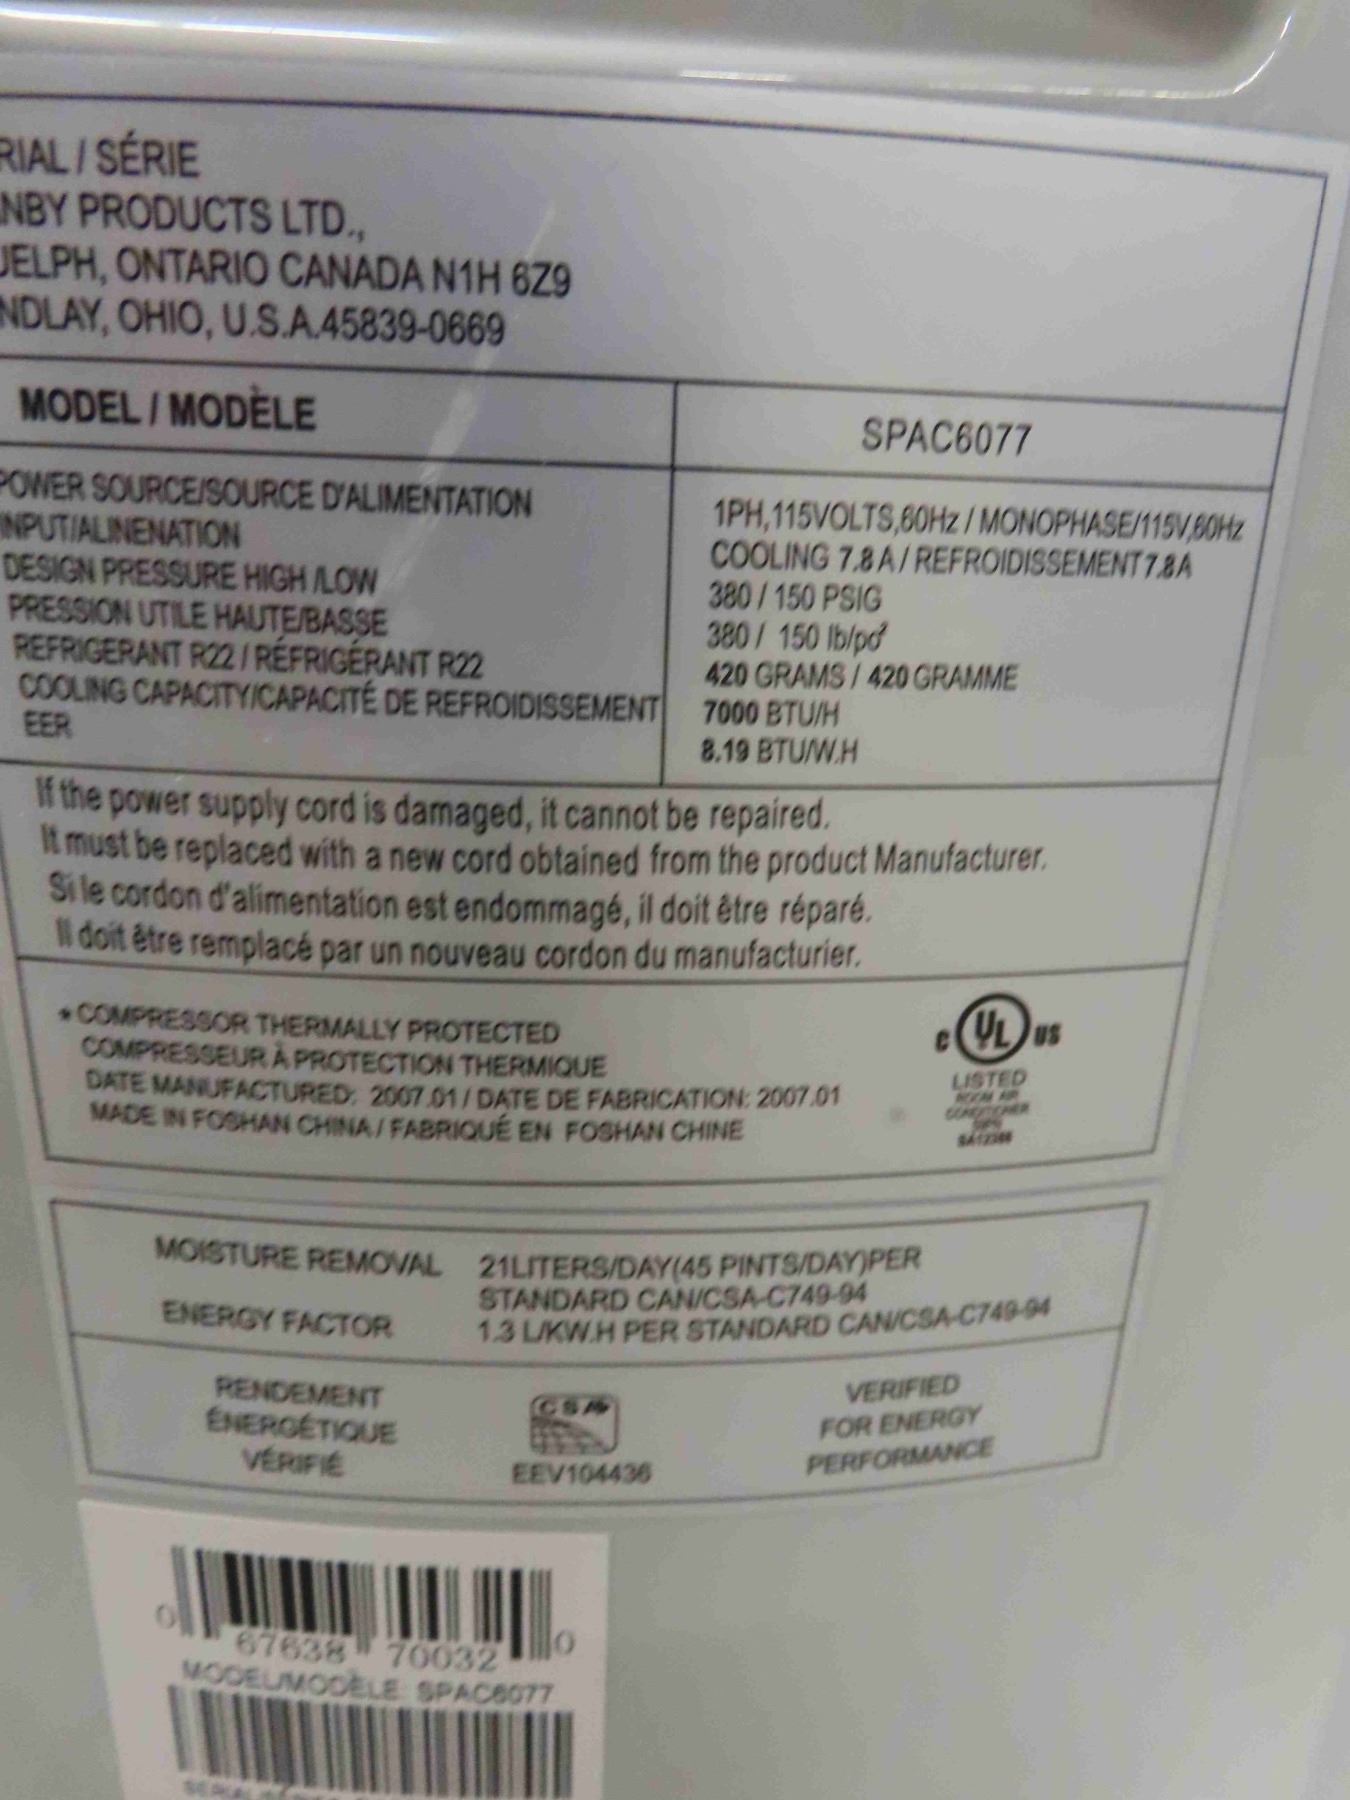 RIAL / SÉRIE
NBY PRODUCTS LTD.,
ELPH, ONTARIO CANADA N1H 6Z9
NDLAY, OHIO, U.S.A.45839-0669
MODEL / MODÈLE SPAC6077
POWER SOURCE/SOURCE D'ALIMENTATION 1PH,115VOLTS,60Hz / MONOPHASE/115V,60Hz
INPUT/ALINENATION COOLING 7.8 A / REFROIDISSEMENT 7.8 A
DESIGN PRESSURE HIGH /LOW 380 / 150 PSIG
PRESSION UTILE HAUTE/BASSE 380 / 150 lb/po²
REFRIGERANT R22 / RÉFRIGÉRANT R22 420 GRAMS / 420 GRAMME
COOLING CAPACITY/CAPACITÉ DE REFROIDISSEMENT 7000 BTU/H
EER 8.19 BTU/W.H
If the power supply cord is damaged, it cannot be repaired.
It must be replaced with a new cord obtained from the product Manufacturer.
Si le cordon d'alimentation est endommagé, il doit être réparé.
Il doit être remplacé par un nouveau cordon du manufacturier.
* COMPRESSOR THERMALLY PROTECTED
COMPRESSEUR À PROTECTION THERMIQUE
DATE MANUFACTURED: 2007.01 / DATE DE FABRICATION: 2007.01
MADE IN FOSHAN CHINA / FABRIQUÉ EN FOSHAN CHINE
C UL US
LISTED
ROOM AIR
CONDITIONER
MOISTURE REMOVAL 21LITERS/DAY(45 PINTS/DAY)PER
STANDARD CAN/CSA-C749-94
ENERGY FACTOR 1.3 L/KW.H PER STANDARD CAN/CSA-C749-94
RENDEMENT
ÉNERGÉTIQUE
VÉRIFIÉ
CSA
EEV104436
VERIFIED
FOR ENERGY
PERFORMANCE
0 67638 70032 0
MODEL/MODÈLE: SPAC6077